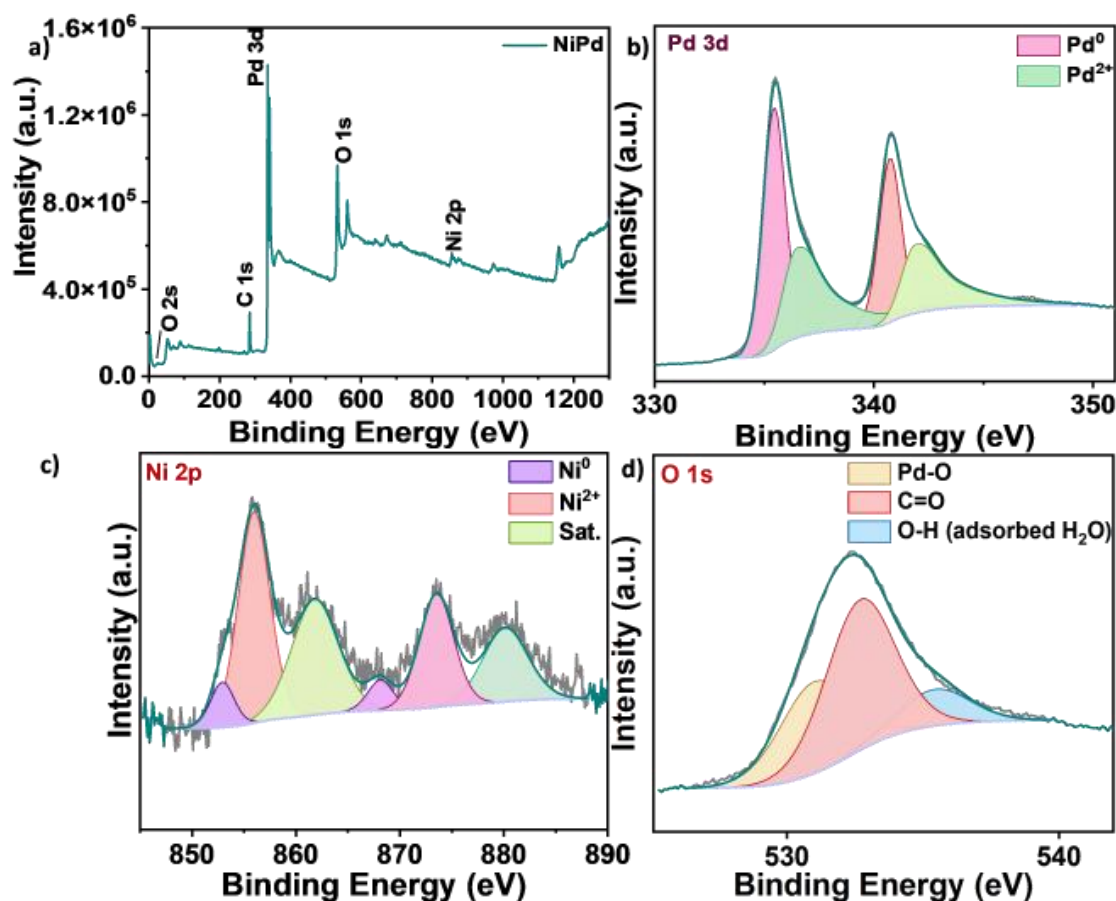 a)
1.6×10⁶
1.2×10⁶
8.0×10⁵
4.0×10⁵
0.0
Intensity (a.u.)
NiPd
O 2s
C 1s
Pd 3d
O 1s
Ni 2p
0 200 400 600 800 1000 1200
Binding Energy (eV)
b)
Pd 3d
Pd⁰
Pd²⁺
Intensity (a.u.)
330 340 350
Binding Energy (eV)
c)
Ni 2p
Ni⁰
Ni²⁺
Sat.
Intensity (a.u.)
850 860 870 880 890
Binding Energy (eV)
d)
O 1s
Pd-O
C=O
O-H (adsorbed H₂O)
Intensity (a.u.)
530 540
Binding Energy (eV)